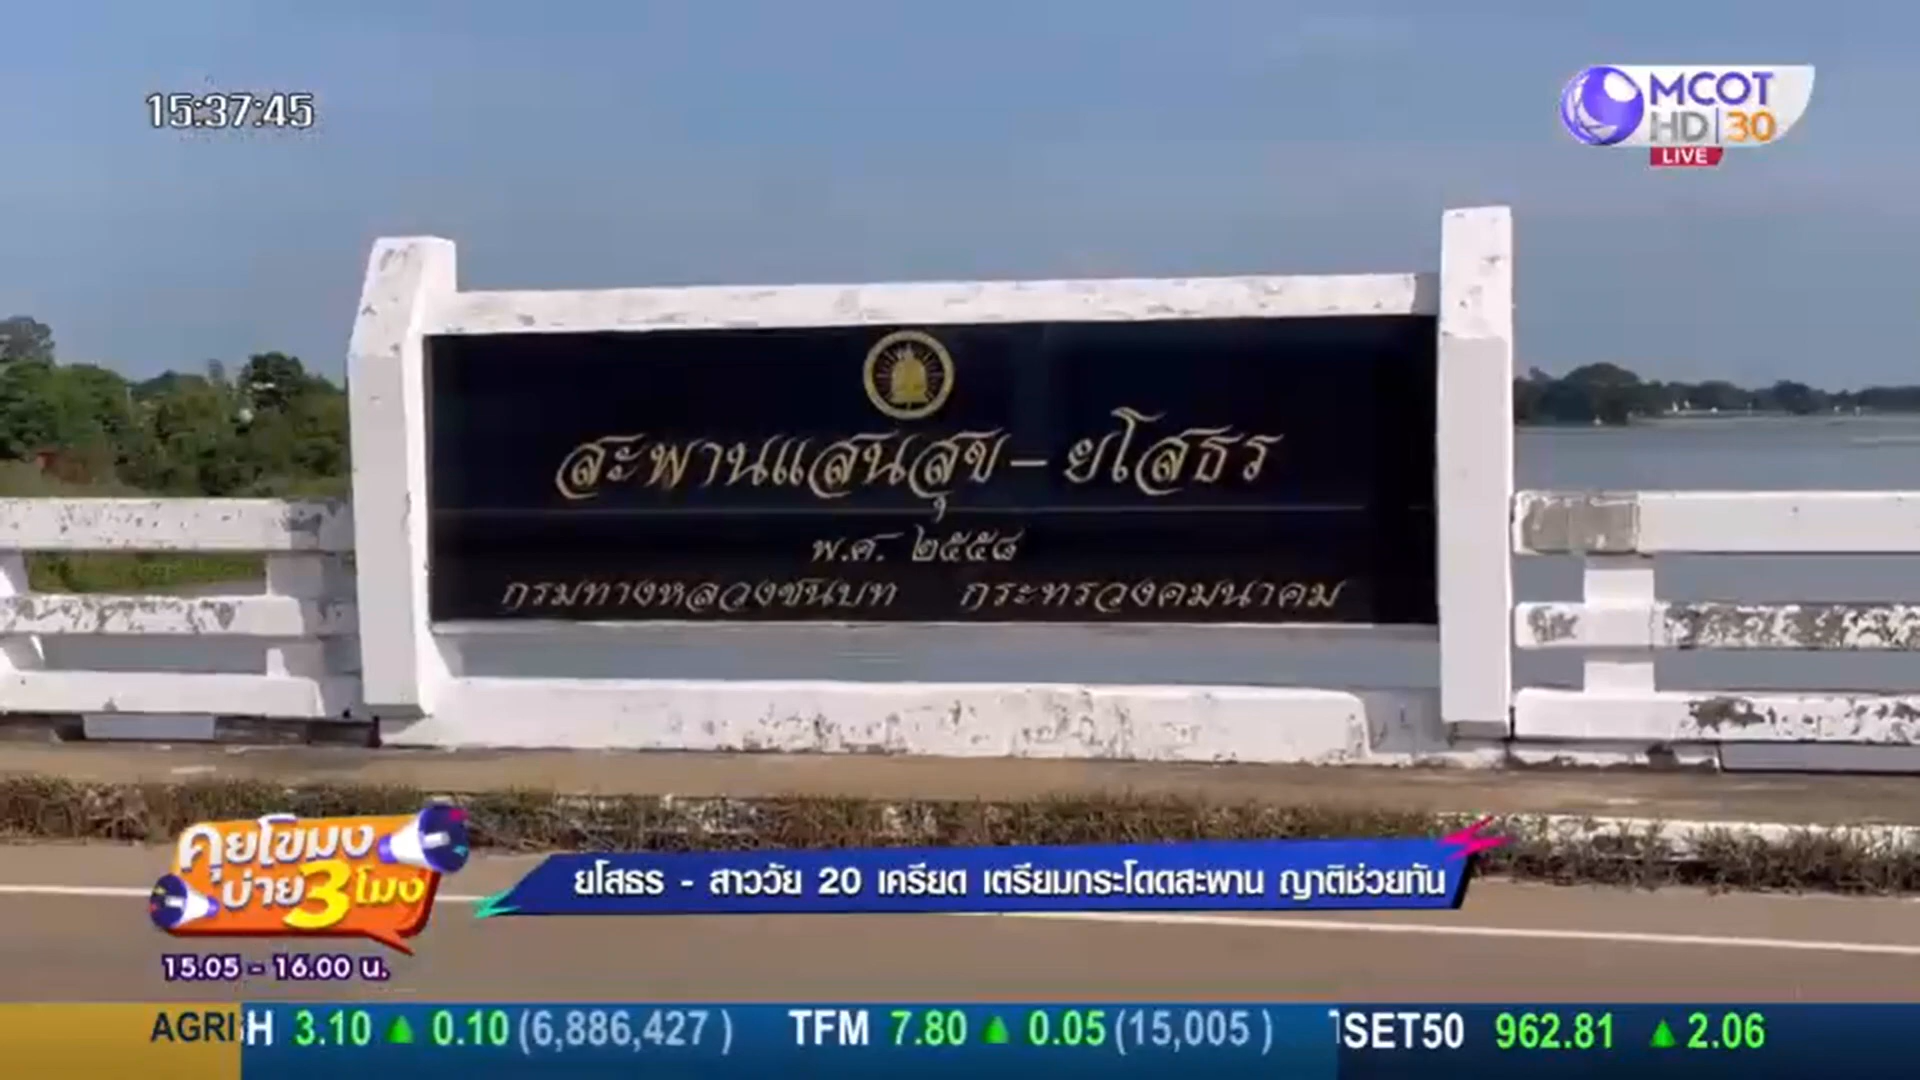 15:37:45
MCOT
HD 30
LIVE
สะพานแสนสุข – ยโสธร
พ.ศ. ๒๕๕๘
กรมทางหลวงชนบท กระทรวงคมนาคม
คุยโขมง
บ่าย 3 โมง
15.05 - 16.00 น.
ยโสธร - สาววัย 20 เครียด เตรียมกระโดดสะพาน ญาติช่วยทัน
AGRI H 3.10 ▲ 0.10 (6,886,427 ) TFM 7.80 ▲ 0.05 (15,005 ) SET50 962.81 ▲ 2.06